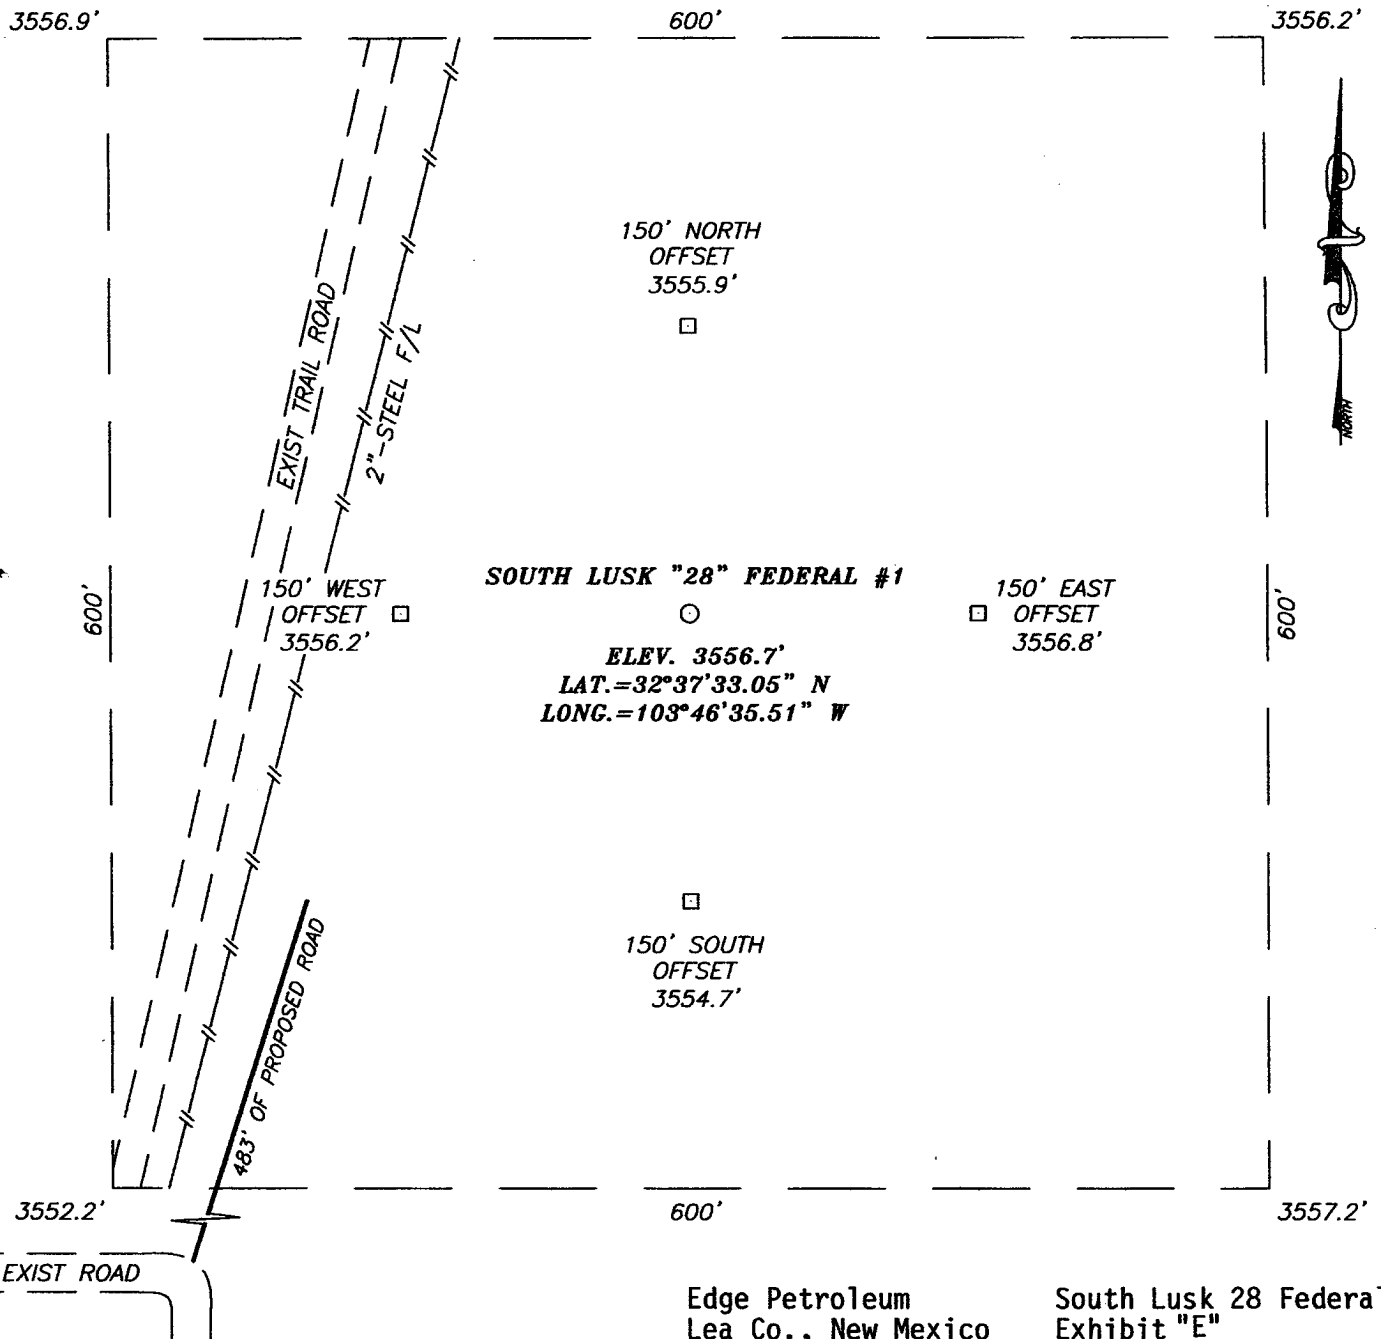 3556.9' 600' 3556.2'
150' NORTH
OFFSET
3555.9'
EXIST TRAIL ROAD
2"-STEEL F/L
NORTH
600'
150' WEST
OFFSET
3556.2'
SOUTH LUSK "28" FEDERAL #1
ELEV. 3556.7'
LAT.=32°37'33.05" N
LONG.=103°46'35.51" W
150' EAST
OFFSET
3556.8'
600'
150' SOUTH
OFFSET
3554.7'
483' OF PROPOSED ROAD
3552.2' 600' 3557.2'
EXIST ROAD
Edge Petroleum South Lusk 28 Federal
Lea Co., New Mexico Exhibit "E"